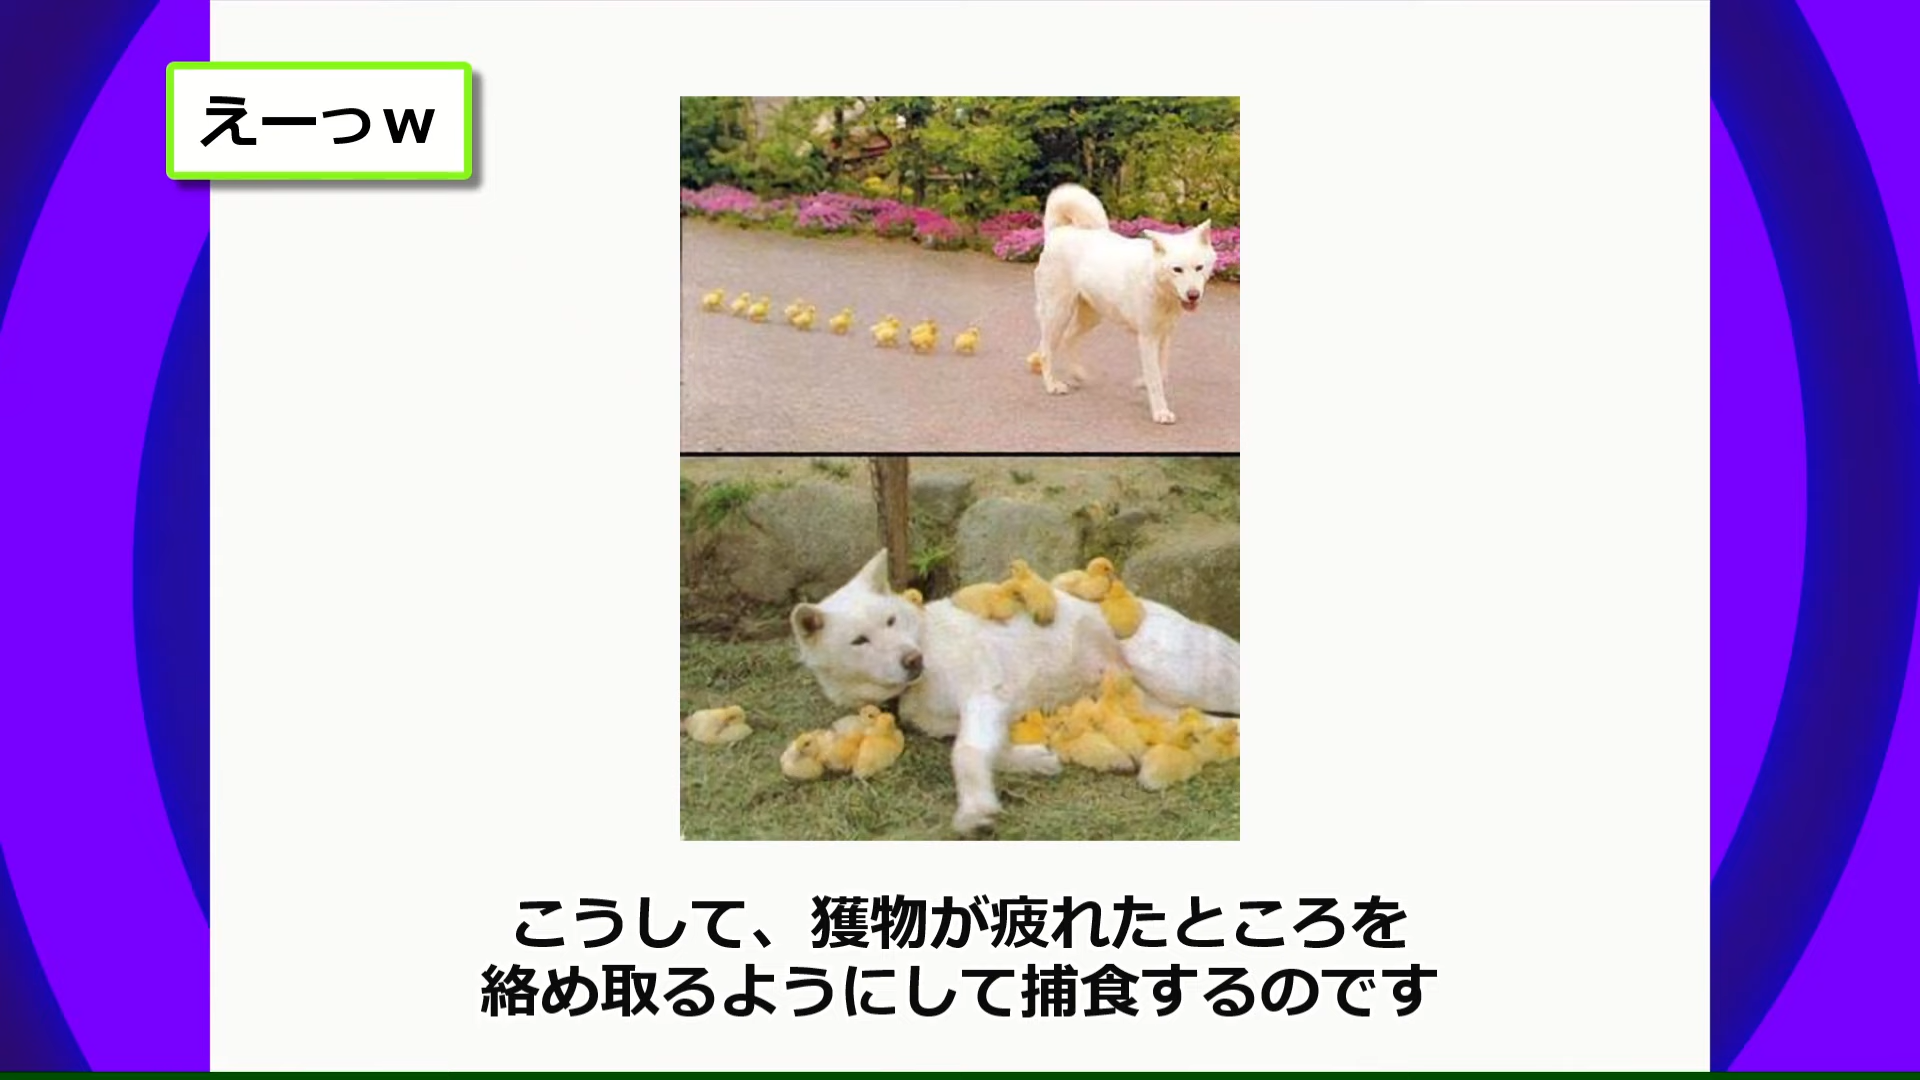 えーっｗ
こうして、獲物が疲れたところを
絡め取るようにして捕食するのです